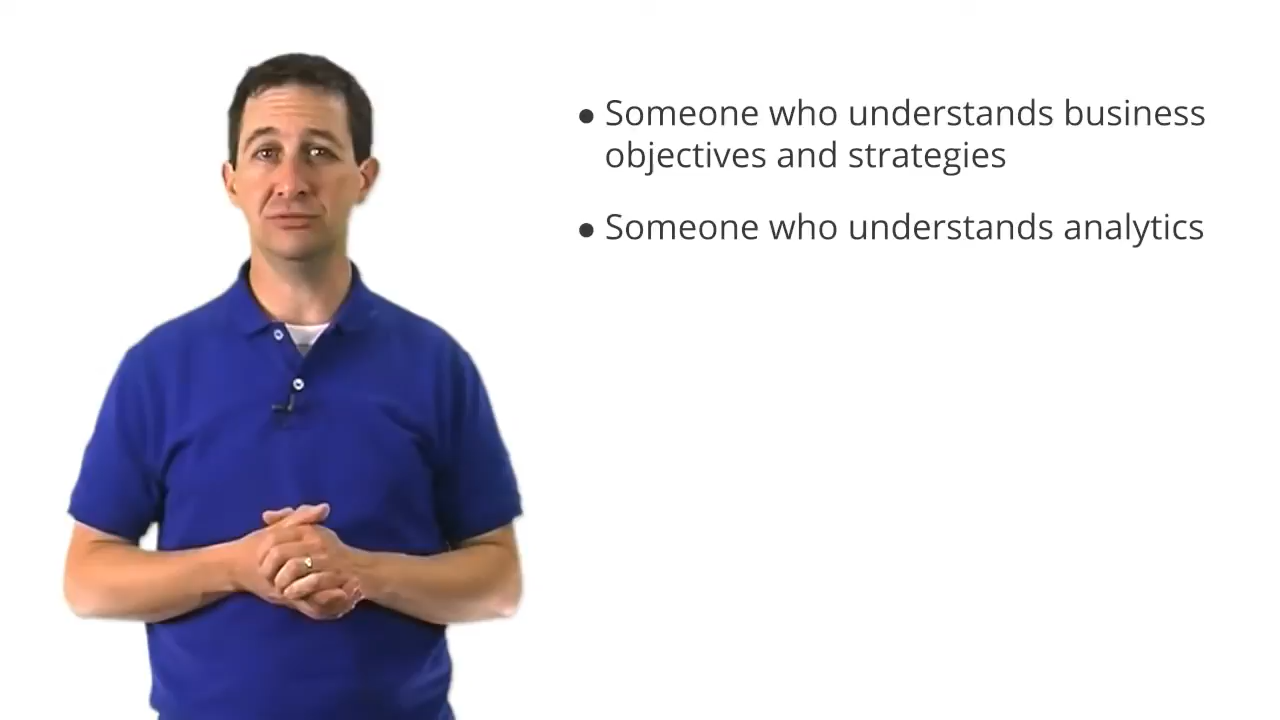 • Someone who understands business
objectives and strategies
• Someone who understands analytics